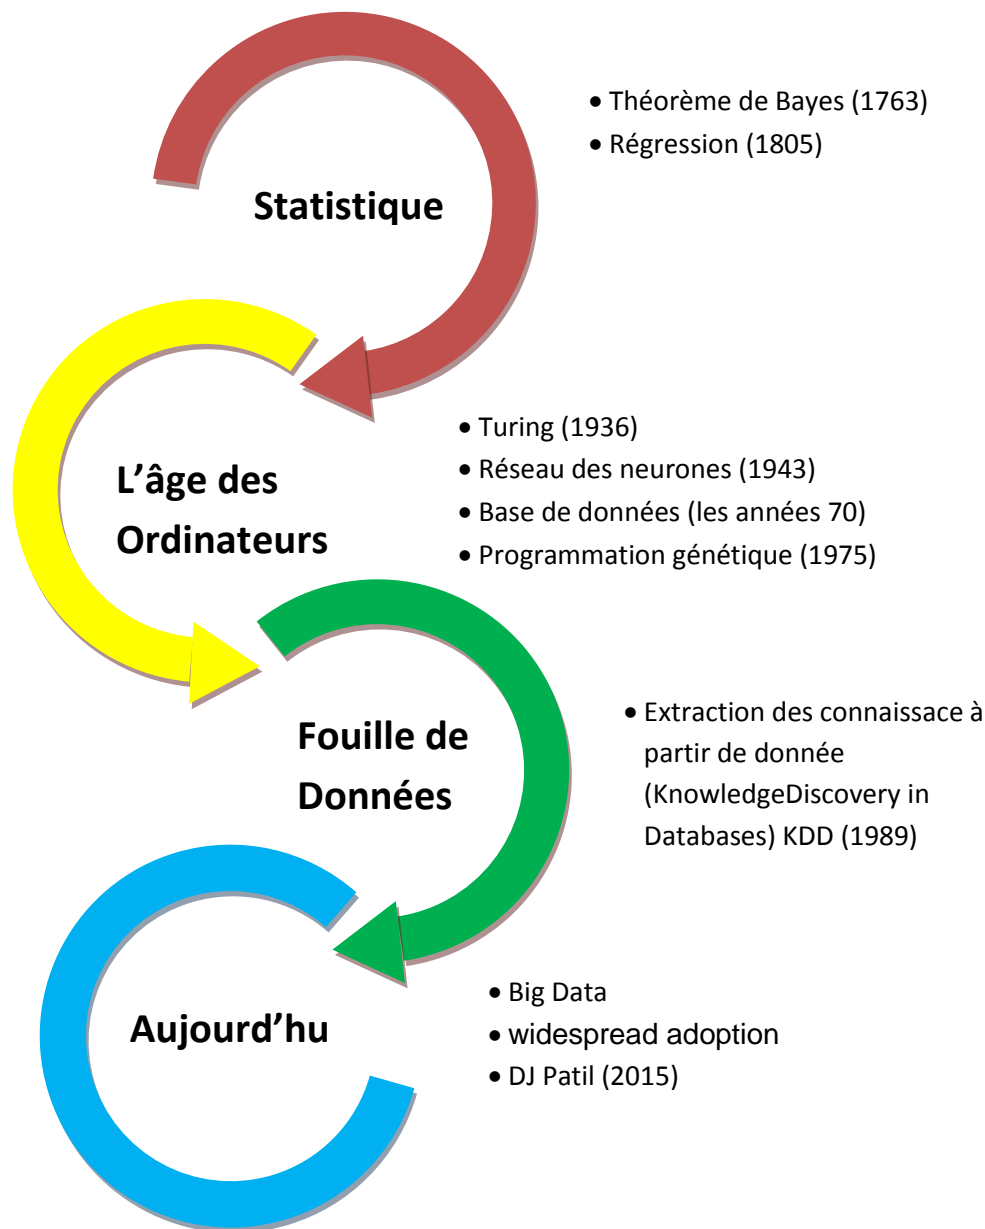 • Théorème de Bayes (1763)
• Régression (1805)
Statistique
• Turing (1936)
• Réseau des neurones (1943)
• Base de données (les années 70)
• Programmation génétique (1975)
L'âge des
Ordinateurs
• Extraction des connaissace à
partir de donnée
(KnowledgeDiscovery in
Databases) KDD (1989)
Fouille de
Données
• Big Data
• widespread adoption
• DJ Patil (2015)
Aujourd'hu